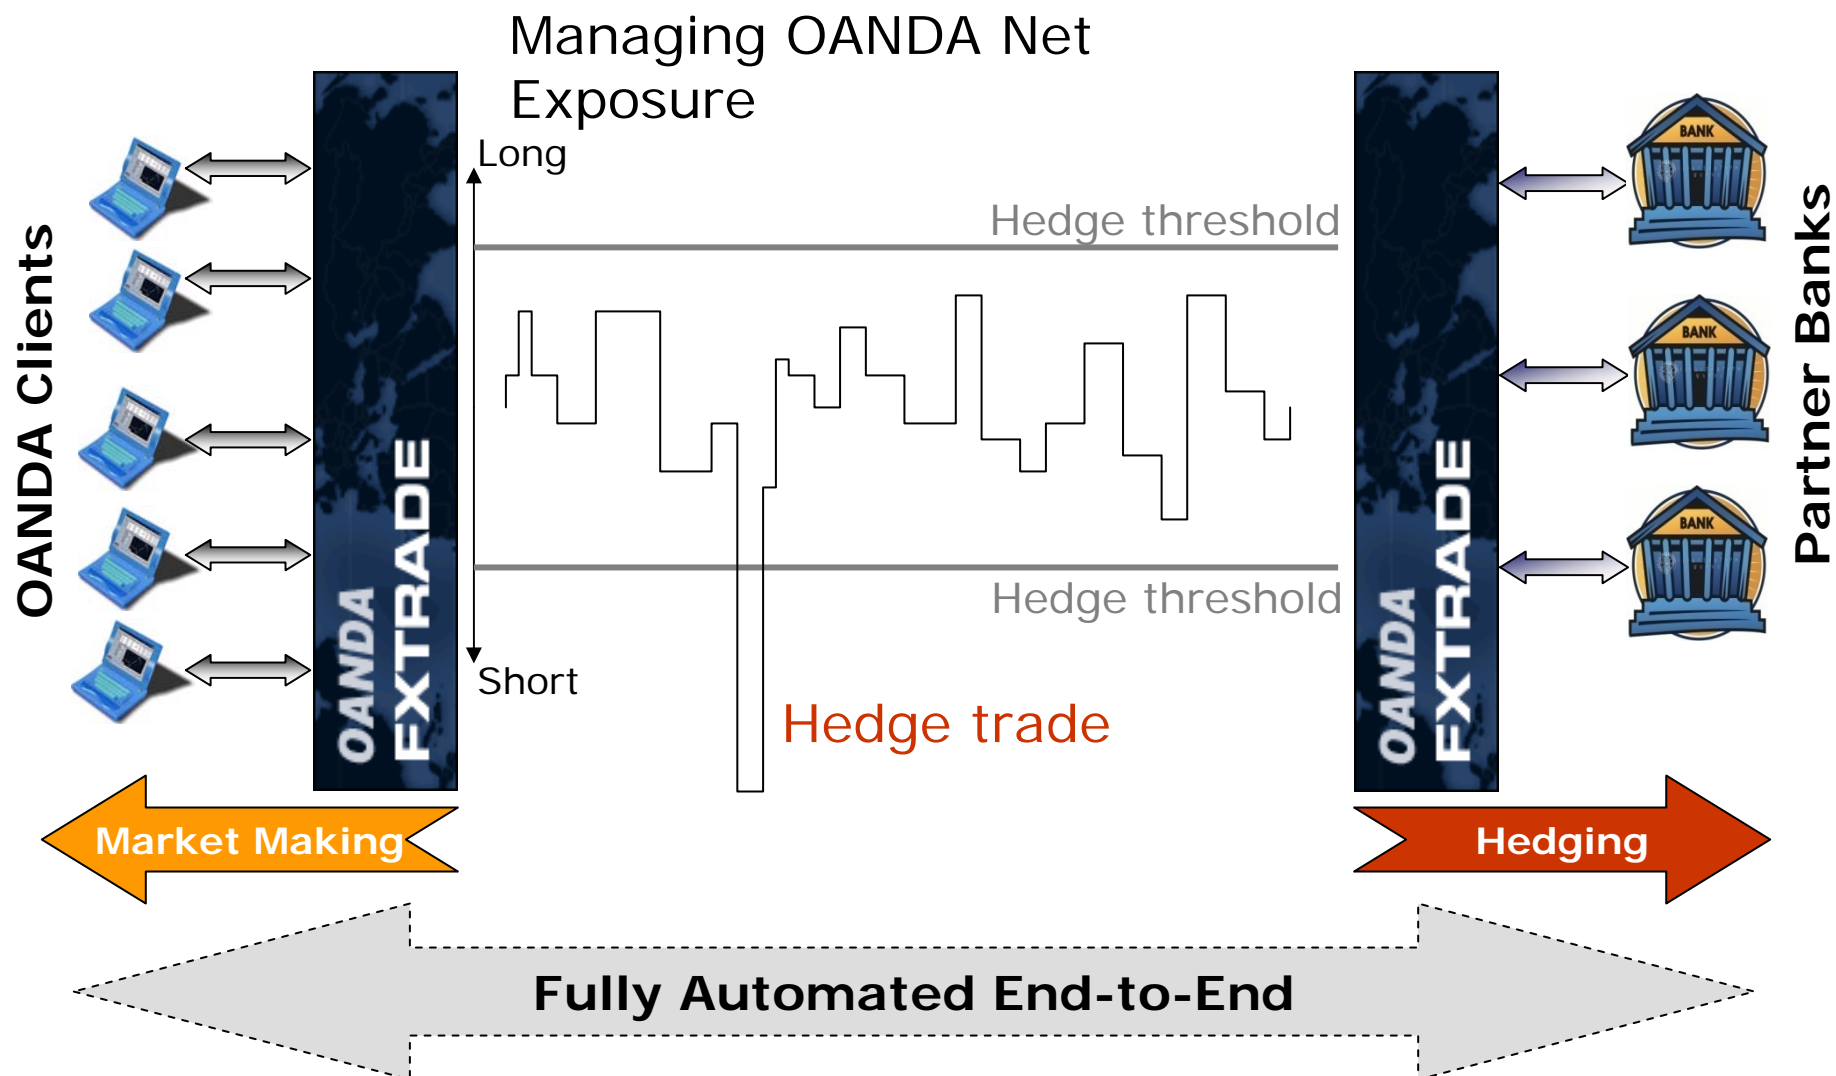 Managing OANDA Net
Exposure
Long
Hedge threshold
Hedge threshold
Short
Hedge trade
OANDA Clients
OANDA
FXTRADE
OANDA
FXTRADE
BANK
BANK
BANK
Partner Banks
Market Making
Hedging
Fully Automated End-to-End